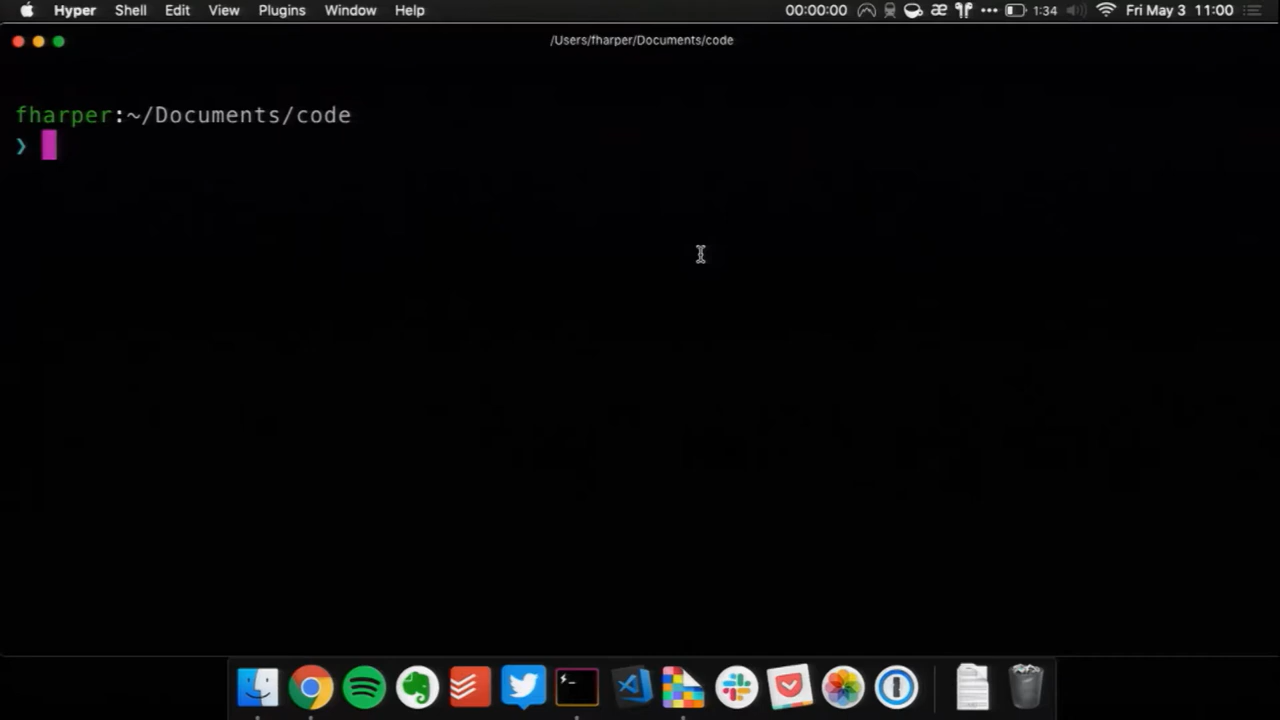 Hyper Shell Edit View Plugins Window Help 00:00:00 æ ••• 1:34 Fri May 3 11:00
/Users/fharper/Documents/code
fharper:~/Documents/code
❯